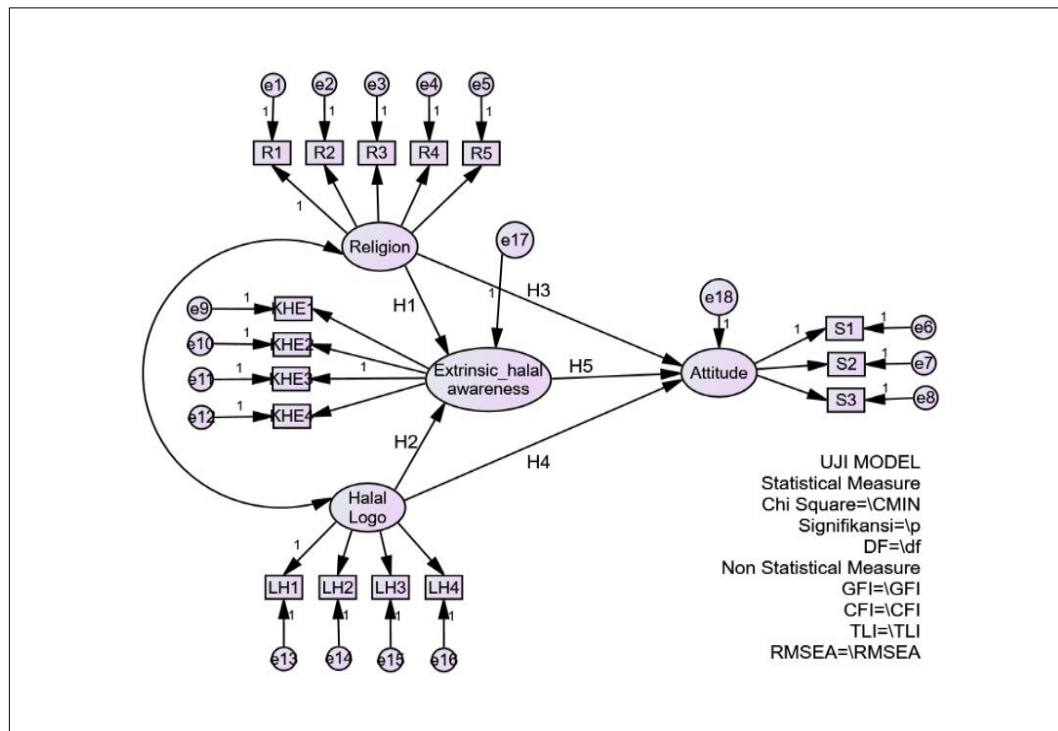 e1 e2 e3 e4 e5
1 1 1 1 1
R1 R2 R3 R4 R5
1
Religion
e17
1
H1
H3
e18
1
e9 1 KHE1
e10 1 KHE2
e11 1 KHE3
e12 1 KHE4
1
Extrinsic_halal
awareness
H5
Attitude
1 S1 1 e6
S2 1 e7
S3 1 e8
H2
H4
Halal
Logo
1
LH1 LH2 LH3 LH4
1 1 1 1
e13 e14 e15 e16
UJI MODEL
Statistical Measure
Chi Square=\CMIN
Signifikansi=\p
DF=\df
Non Statistical Measure
GFI=\GFI
CFI=\CFI
TLI=\TLI
RMSEA=\RMSEA